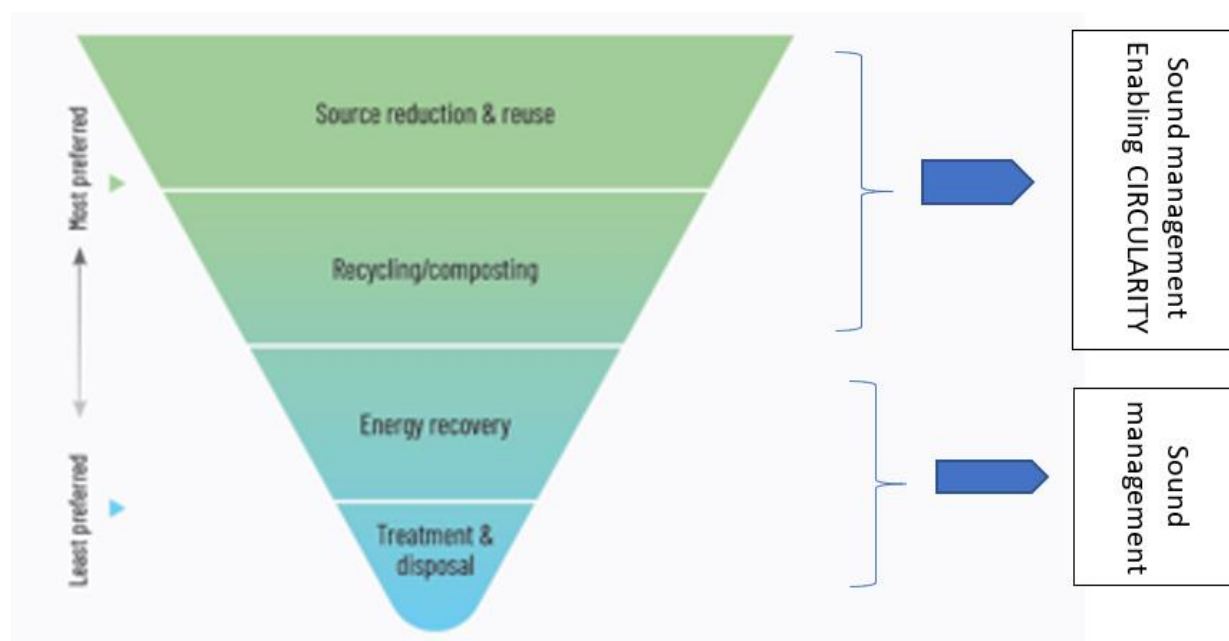 Source reduction & reuse
Recycling/composting
Energy recovery
Treatment &
disposal
Most preferred
Least preferred
Sound management
Enabling CIRCULARITY
Sound
management